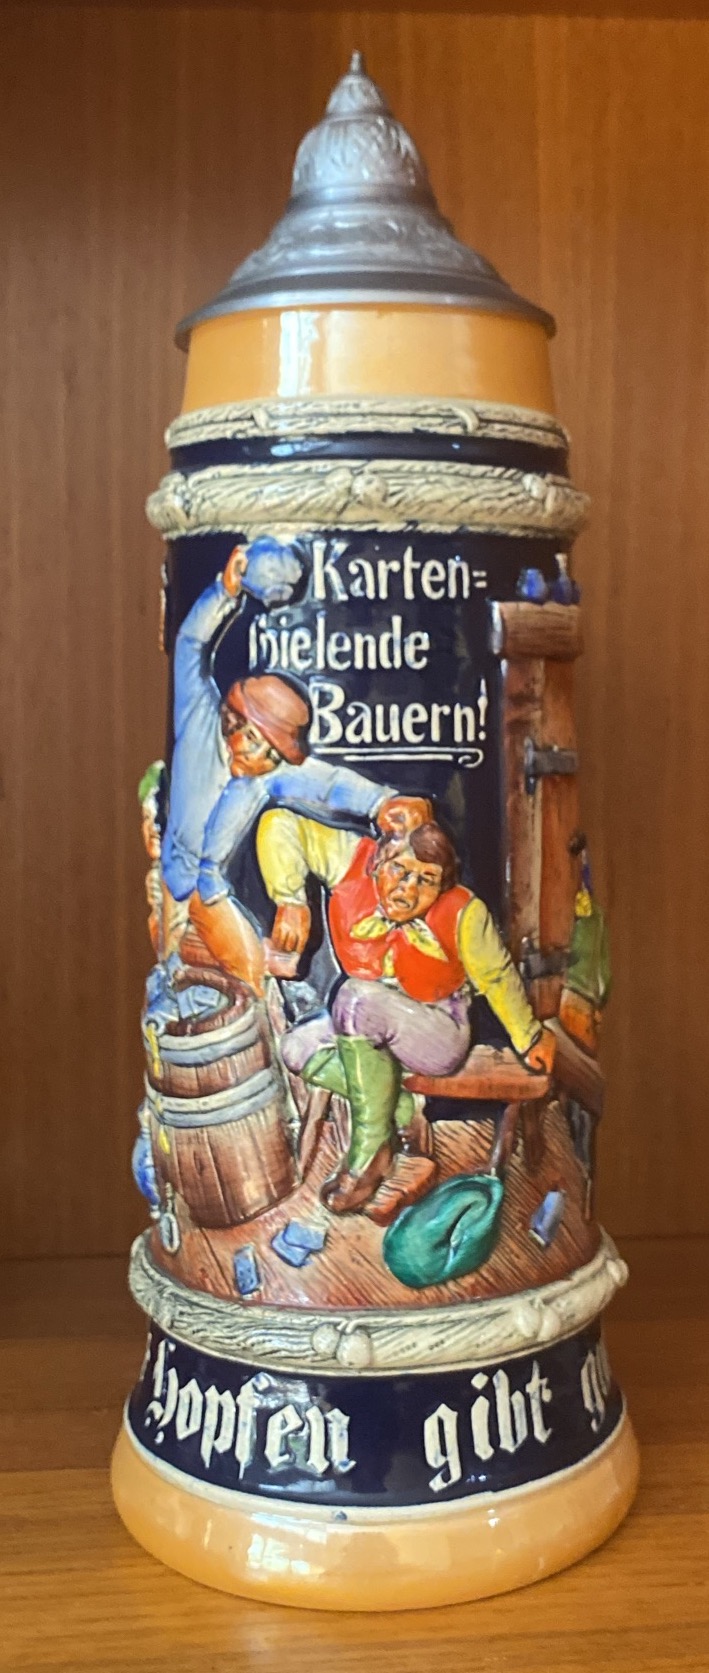 Karten=
spielende
Bauern!
Hopfen gibt